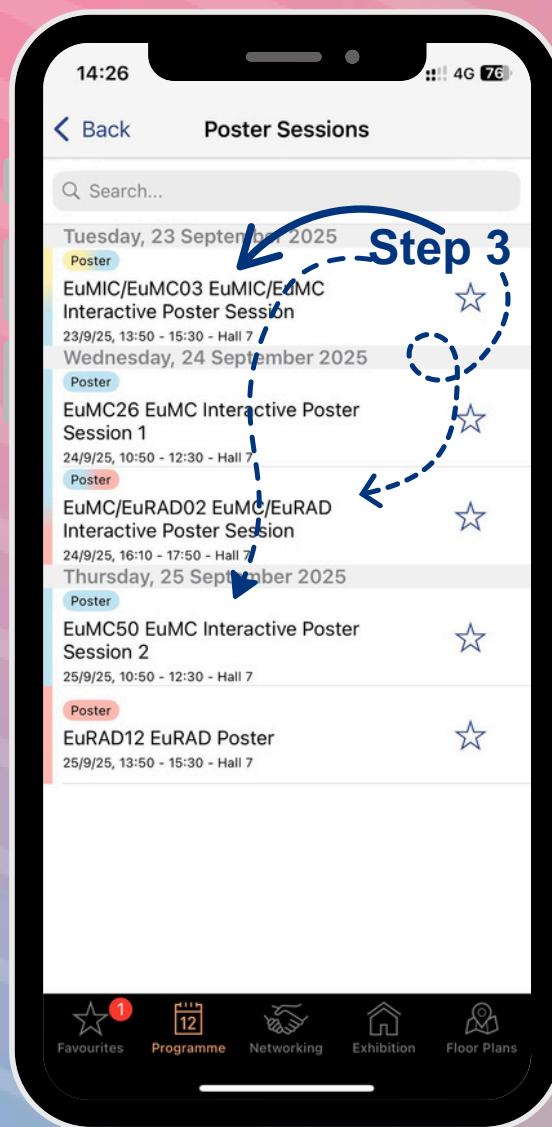 14:26
4G 76
Back
Poster Sessions
Search...
Tuesday, 23 September 2025
Step 3
Poster
EuMIC/EuMC03 EuMIC/EuMC
Interactive Poster Session
23/9/25, 13:50 - 15:30 - Hall 7
Wednesday, 24 September 2025
Poster
EuMC26 EuMC Interactive Poster
Session 1
24/9/25, 10:50 - 12:30 - Hall 7
Poster
EuMC/EuRAD02 EuMC/EuRAD
Interactive Poster Session
24/9/25, 16:10 - 17:50 - Hall 7
Thursday, 25 September 2025
Poster
EuMC50 EuMC Interactive Poster
Session 2
25/9/25, 10:50 - 12:30 - Hall 7
Poster
EuRAD12 EuRAD Poster
25/9/25, 13:50 - 15:30 - Hall 7
1
12
Favourites
Programme
Networking
Exhibition
Floor Plans